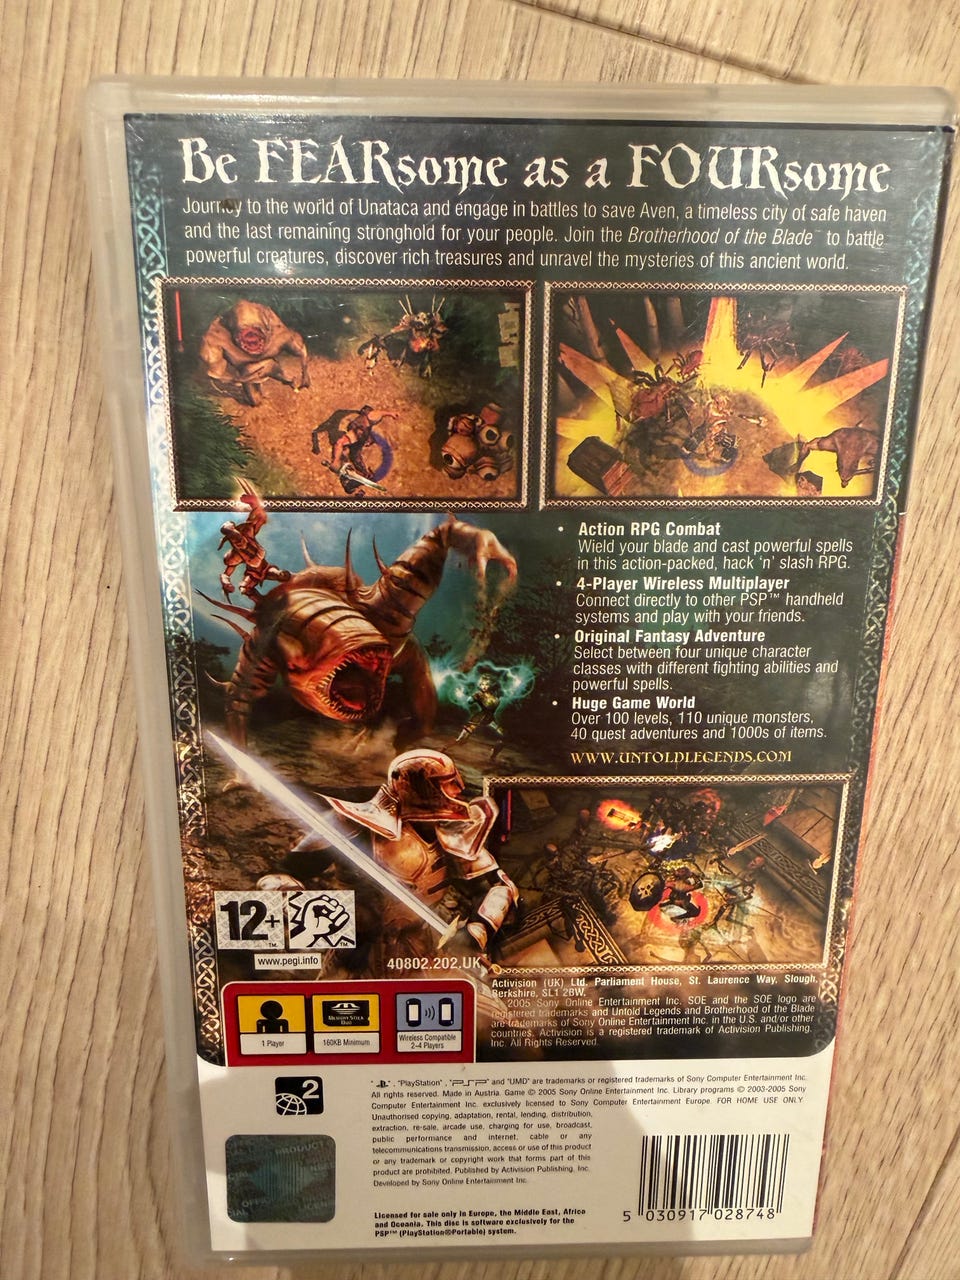 Be FEARsome as a FOURsome
Journey to the world of Unataca and engage in battles to save Aven, a timeless city of safe haven
and the last remaining stronghold for your people. Join the Brotherhood of the Blade™ to battle
powerful creatures, discover rich treasures and unravel the mysteries of this ancient world.
• Action RPG Combat
Wield your blade and cast powerful spells
in this action-packed, hack 'n' slash RPG.
• 4-Player Wireless Multiplayer
Connect directly to other PSP™ handheld
systems and play with your friends.
• Original Fantasy Adventure
Select between four unique character
classes with different fighting abilities and
powerful spells.
• Huge Game World
Over 100 levels, 110 unique monsters,
40 quest adventures and 1000s of items.
WWW.UNTOLDLEGENDS.COM
12+
www.pegi.info
40802.202.UK
Activision (UK) Ltd. Parliament House, St. Laurence Way, Slough,
Berkshire, SL1 2BW.
2005 Sony Online Entertainment Inc. SOE and the SOE logo are
registered trademarks and Untold Legends and Brotherhood of the Blade
are trademarks of Sony Online Entertainment Inc. in the U.S. and/or other
countries. Activision is a registered trademark of Activision Publishing,
Inc. All Rights Reserved.
1 Player
MEMORY STICK
DUO
160KB Minimum
Wireless Compatible
2-4 Players
2
", "PlayStation", "PSP" and "UMD" are trademarks or registered trademarks of Sony Computer Entertainment Inc.
All rights reserved. Made in Austria. Game © 2005 Sony Online Entertainment Inc. Library programs © 2003-2005 Sony
Computer Entertainment Inc. exclusively licensed to Sony Computer Entertainment Europe. FOR HOME USE ONLY
Unauthorised copying, adaptation, rental, lending, distribution,
extraction, re-sale, arcade use, charging for use, broadcast,
public performance and internet, cable or any
telecommunications transmission, access or use of this product
or any trademark or copyright work that forms part of this
product are prohibited. Published by Activision Publishing, Inc.
Developed by Sony Online Entertainment Inc.
Licensed for sale only in Europe, the Middle East, Africa
and Oceania. This disc is software exclusively for the
PSP™ (PlayStation®Portable) system.
5 030917 028748